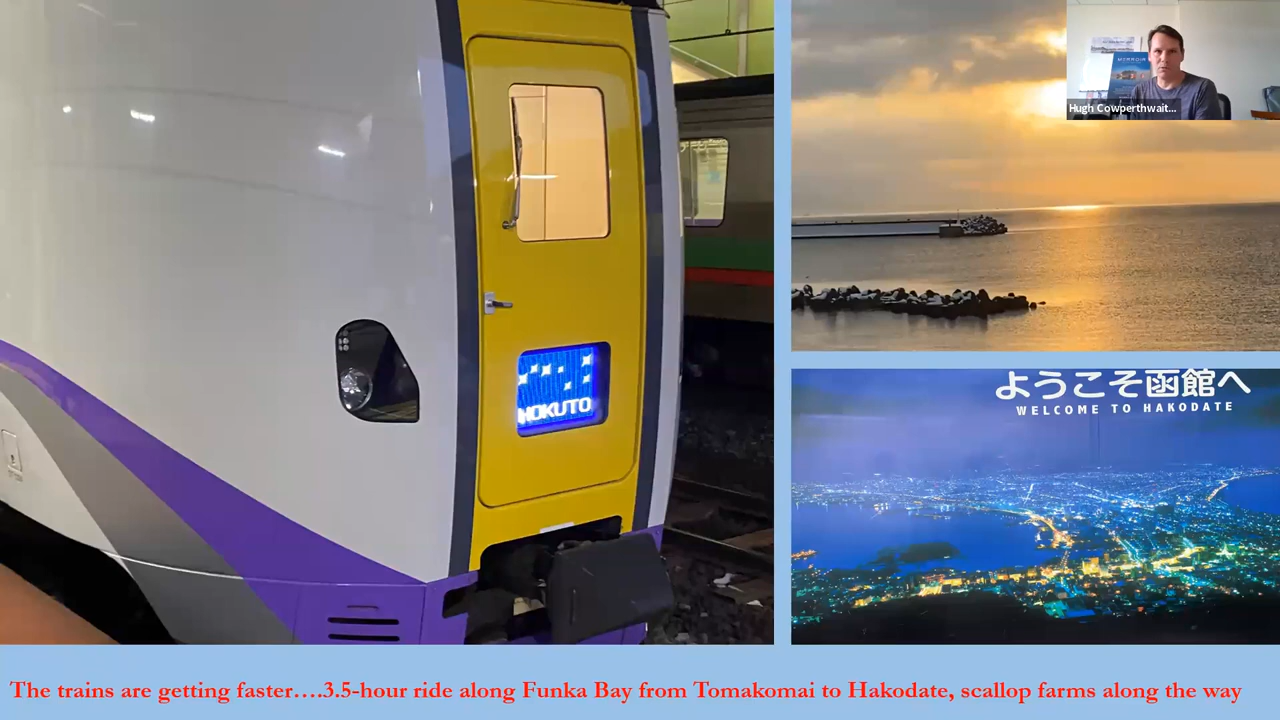 HOKUTO
Hugh Cowperthwait...
ようこそ函館へ
WELCOME TO HAKODATE
The trains are getting faster....3.5-hour ride along Funka Bay from Tomakomai to Hakodate, scallop farms along the way